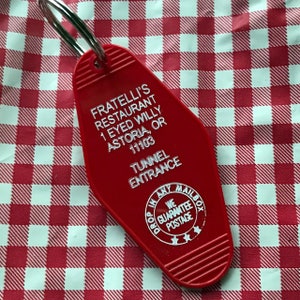 FRATELLI'S
RESTAURANT
1 EYED WILLY
ASTORIA, OR
11103
TUNNEL
ENTRANCE
DROP IN ANY MAILBOX
WE
GUARANTEE
POSTAGE